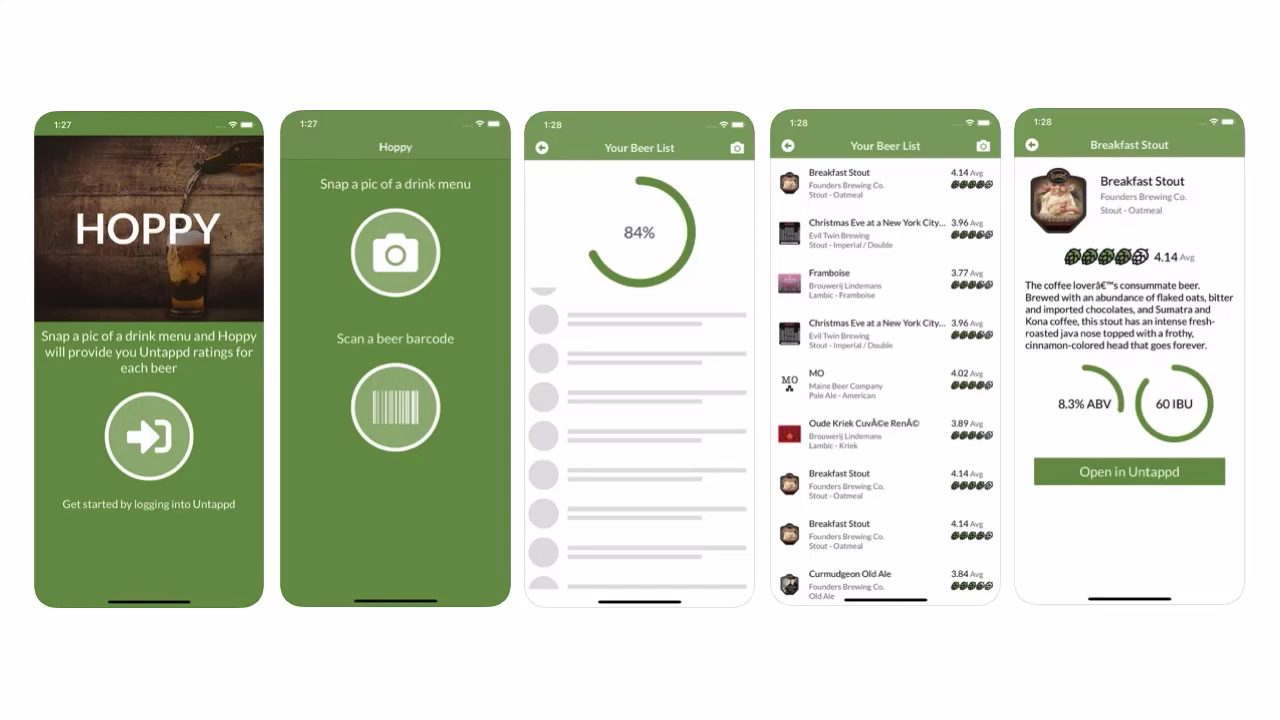 1:27
HOPPY
Snap a pic of a drink menu and Hoppy
will provide you Untappd ratings for
each beer
Get started by logging into Untappd
1:27
Hoppy
Snap a pic of a drink menu
Scan a beer barcode
1:28
Your Beer List
84%
1:28
Your Beer List
Breakfast Stout 4.14 Avg
Founders Brewing Co.
Stout - Oatmeal
Christmas Eve at a New York City... 3.96 Avg
Evil Twin Brewing
Stout - Imperial / Double
Framboise 3.77 Avg
Brouwerij Lindemans
Lambic - Framboise
Christmas Eve at a New York City... 3.96 Avg
Evil Twin Brewing
Stout - Imperial / Double
MO
MO 4.02 Avg
Maine Beer Company
Pale Ale - American
Oude Kriek CuvÃ©e RenÃ© 3.89 Avg
Brouwerij Lindemans
Lambic - Kriek
Breakfast Stout 4.14 Avg
Founders Brewing Co.
Stout - Oatmeal
Breakfast Stout 4.14 Avg
Founders Brewing Co.
Stout - Oatmeal
Curmudgeon Old Ale 3.84 Avg
Founders Brewing Co.
Old Ale
1:28
Breakfast Stout
Breakfast Stout
Founders Brewing Co.
Stout - Oatmeal
4.14 Avg
The coffee loverâ€™s consummate beer.
Brewed with an abundance of flaked oats, bitter
and imported chocolates, and Sumatra and
Kona coffee, this stout has an intense fresh-
roasted java nose topped with a frothy,
cinnamon-colored head that goes forever.
8.3% ABV
60 IBU
Open in Untappd